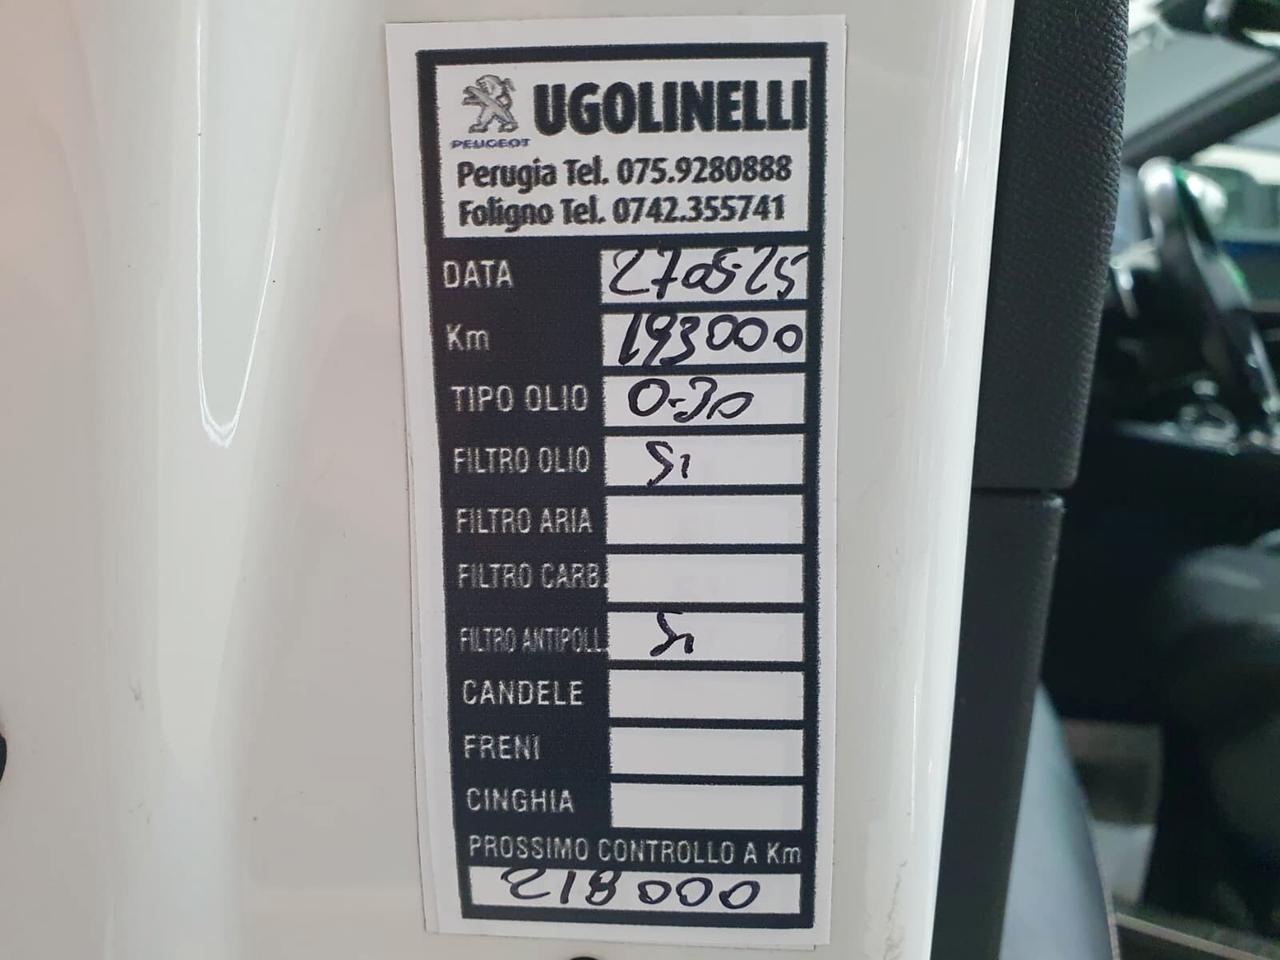 PEUGEOT
UGOLINELLI
Perugia Tel. 075.9280888
Foligno Tel. 0742.355741
DATA 27-05-25
Km 193000
TIPO OLIO 0-30
FILTRO OLIO Si
FILTRO ARIA
FILTRO CARB.
FILTRO ANTIPOLL. Si
CANDELE
FRENI
CINGHIA
PROSSIMO CONTROLLO A Km
218000